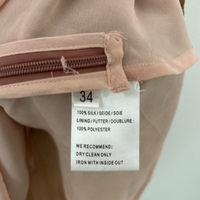 34
100% SILK / SEIDE / SOIE
LINING / FUTTER / DOUBLURE :
100% POLYESTER
WE RECOMMEND:
DRY CLEAN ONLY
IRON WITH INSIDE OUT